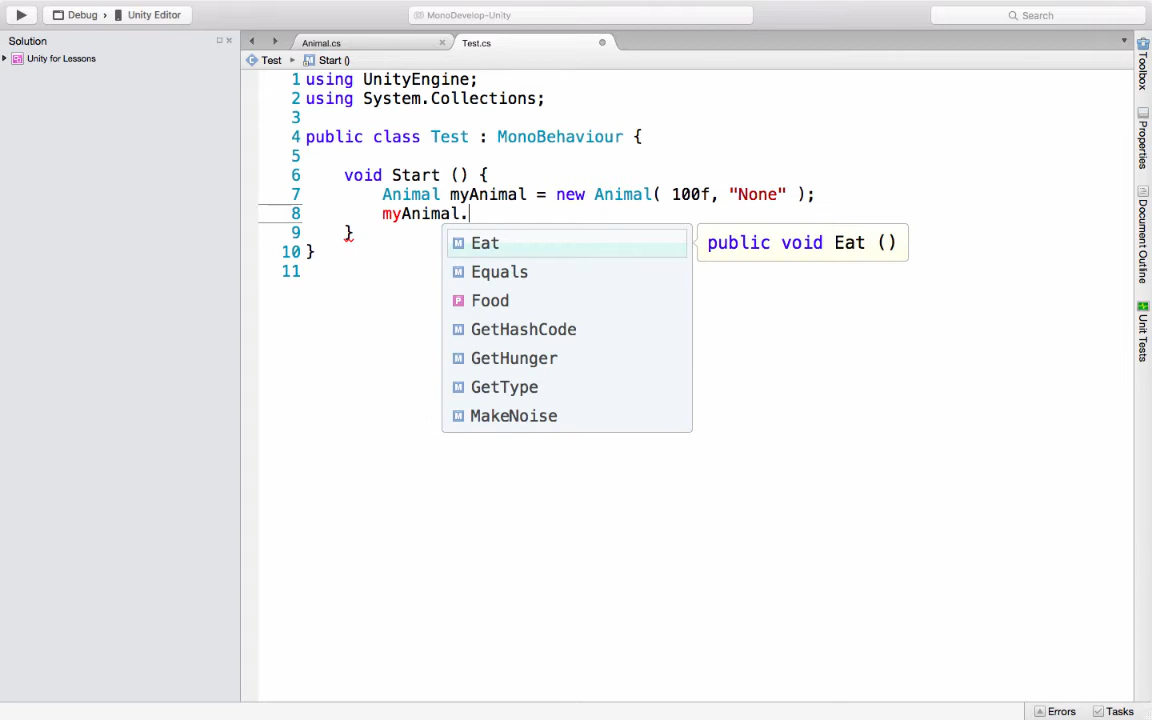 Debug › Unity Editor
MonoDevelop-Unity
Search
Solution
Unity for Lessons
Animal.cs
Test.cs
Test
Start ()
1 using UnityEngine;
2 using System.Collections;
3
4 public class Test : MonoBehaviour {
5
6 void Start () {
7 Animal myAnimal = new Animal( 100f, "None" );
8 myAnimal.
9 }
10 }
11
Eat
Equals
Food
GetHashCode
GetHunger
GetType
MakeNoise
public void Eat ()
Toolbox
Properties
Document Outline
Unit Tests
Errors
Tasks